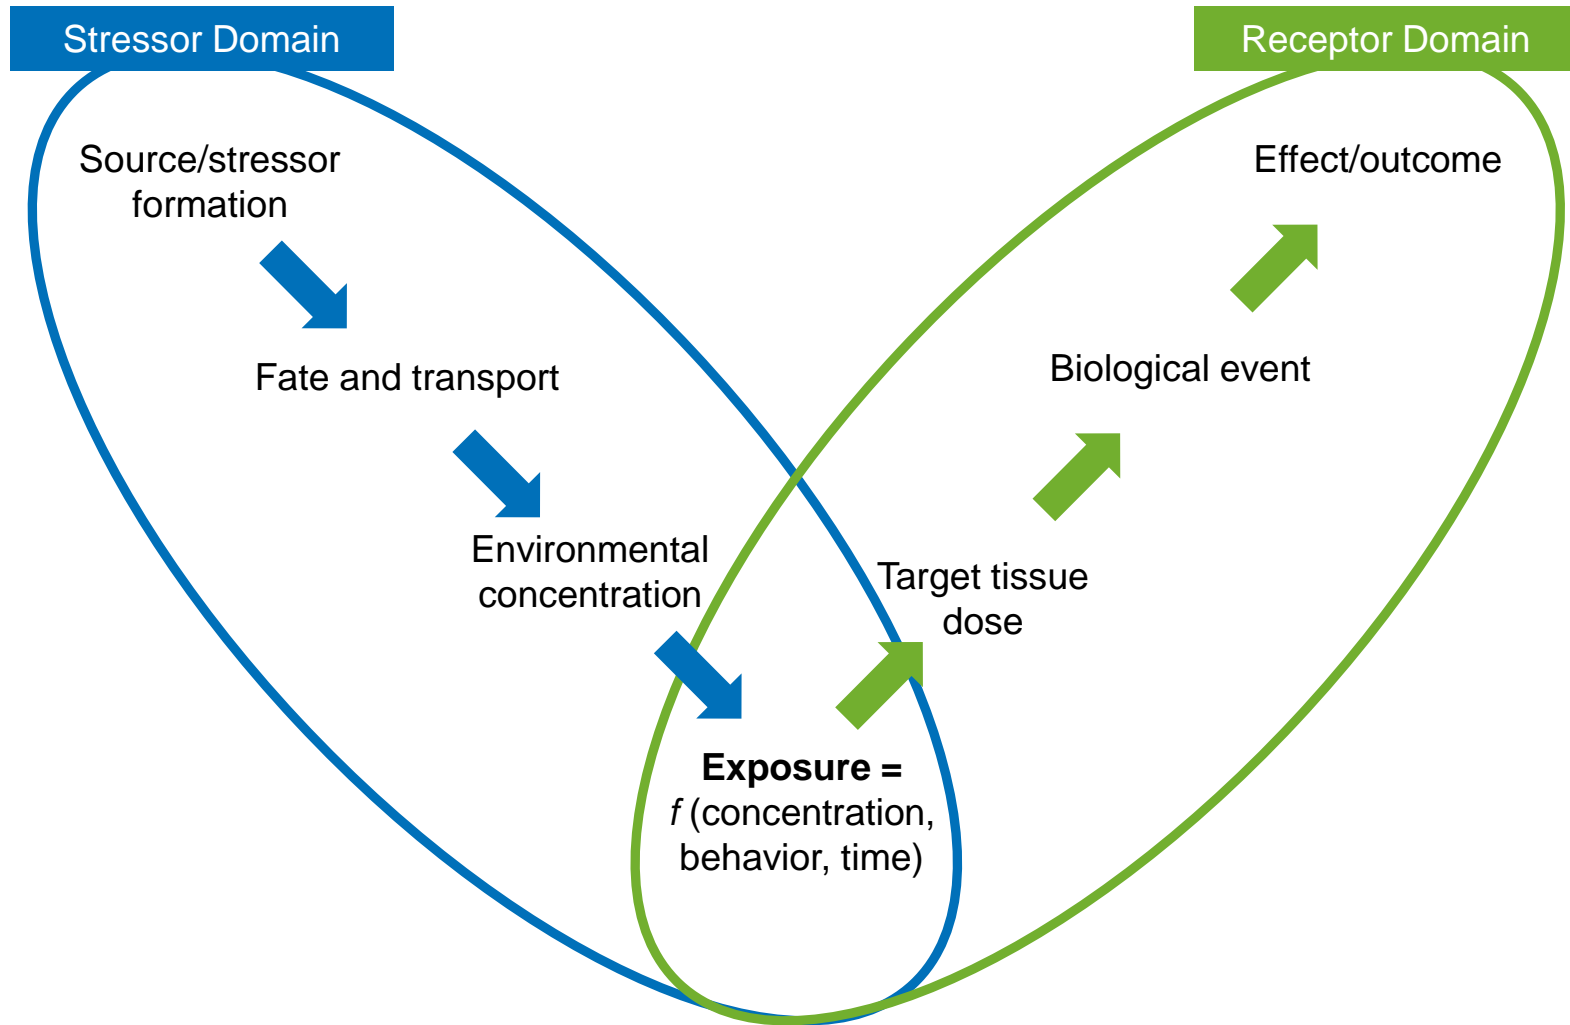 Stressor Domain
Receptor Domain
Source/stressor
formation
Effect/outcome
Fate and transport
Biological event
Environmental
concentration
Target tissue
dose
Exposure =
f (concentration,
behavior, time)